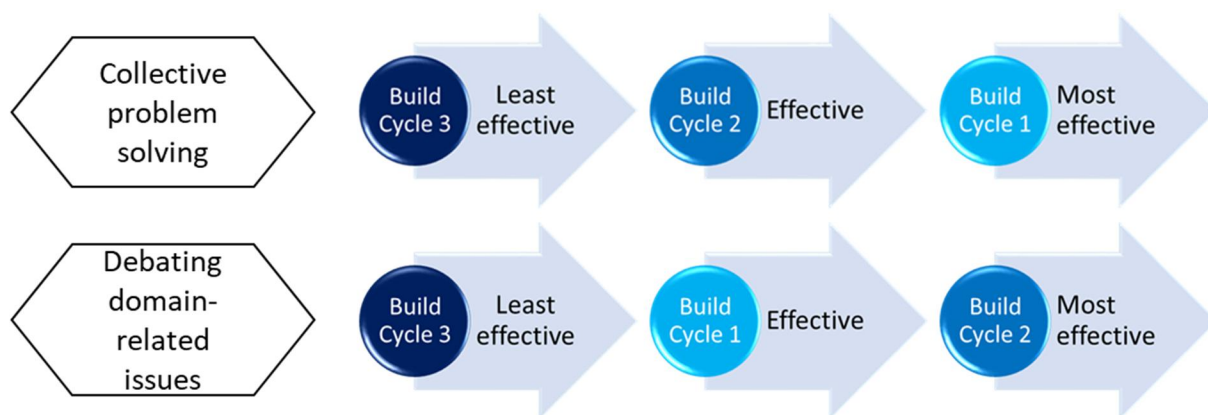 Collective
problem
solving
Build
Cycle 3
Least
effective
Build
Cycle 2
Effective
Build
Cycle 1
Most
effective
Debating
domain-
related
issues
Build
Cycle 3
Least
effective
Build
Cycle 1
Effective
Build
Cycle 2
Most
effective